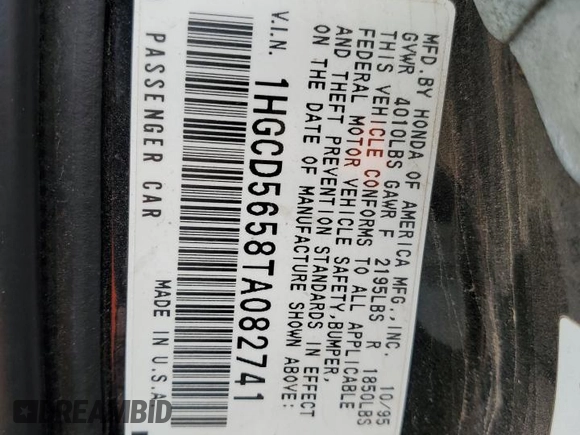 MFD. BY HONDA OF AMERICA MFG., INC. 10/95
GVWR 4010LBS GAWR F 2195LBS R 1850LBS
THIS VEHICLE CONFORMS TO ALL APPLICABLE
FEDERAL MOTOR VEHICLE SAFETY, BUMPER,
AND THEFT PREVENTION STANDARDS IN EFFECT
ON THE DATE OF MANUFACTURE SHOWN ABOVE:
V.I.N. 1HGCD5658TA082741
PASSENGER CAR MADE IN U.S.A
DREAMBID